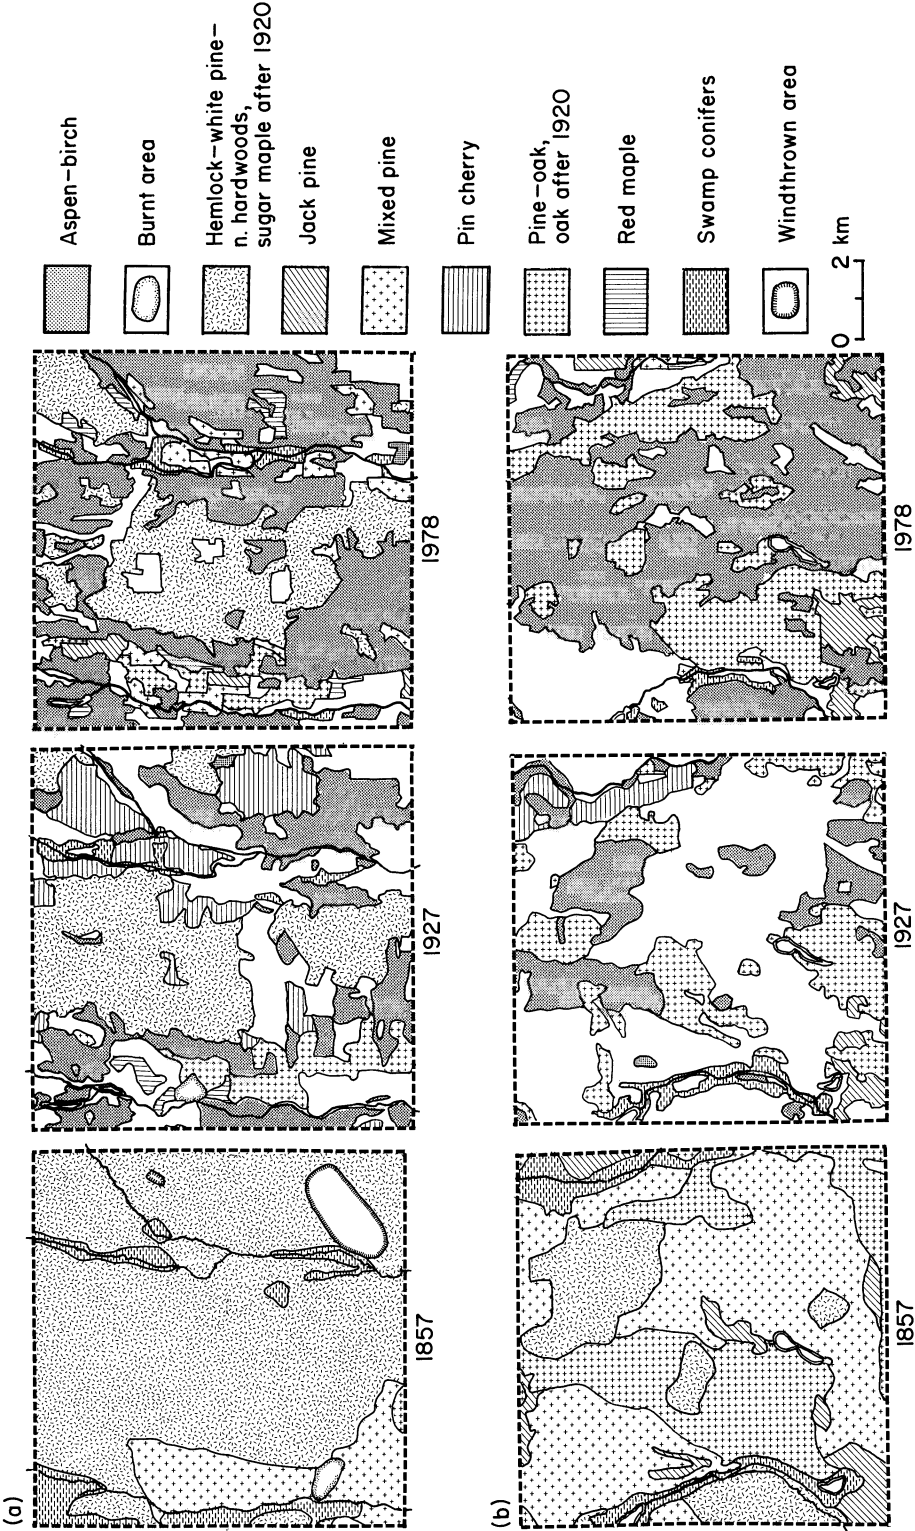 (a)
1857
1927
1978
(b)
1857
1927
1978
Aspen–birch
Burnt area
Hemlock–white pine–
n. hardwoods,
sugar maple after 1920
Jack pine
Mixed pine
Pin cherry
Pine–oak,
oak after 1920
Red maple
Swamp conifers
Windthrown area
0 2 km